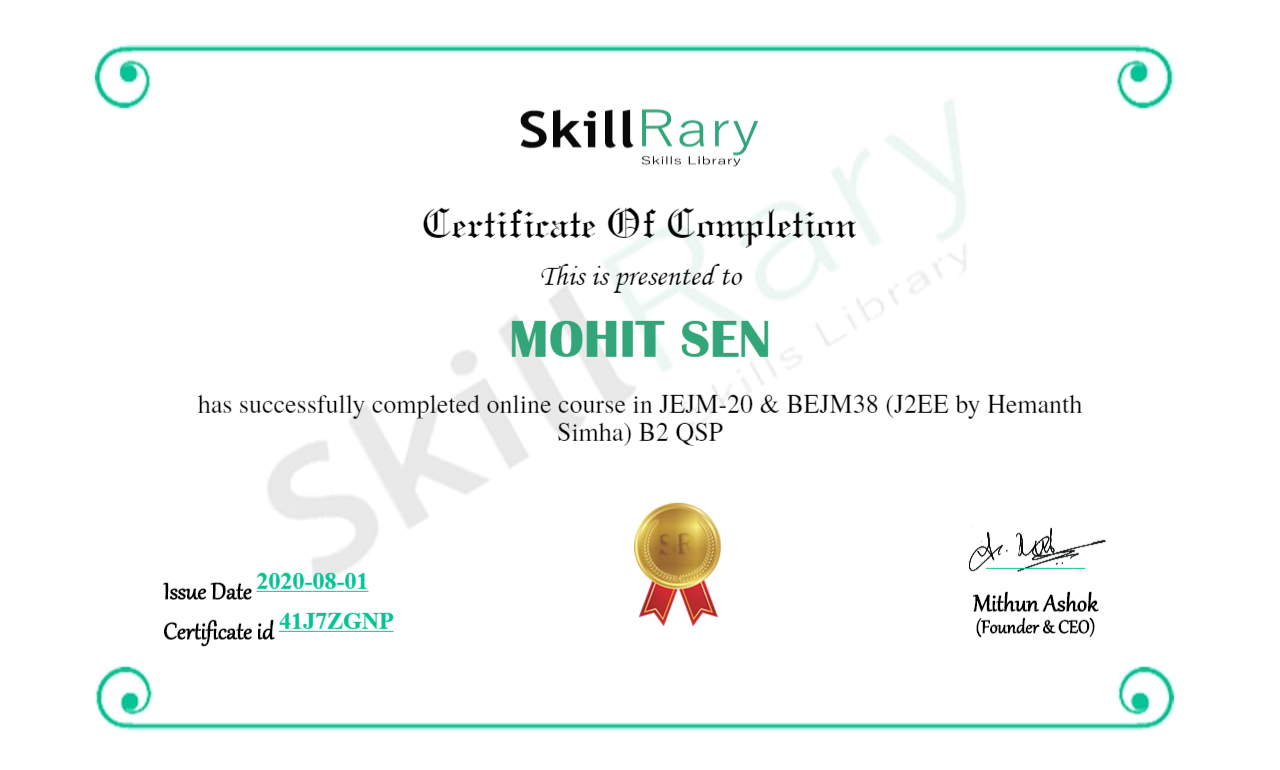 SkillRary
Skills Library
Certificate Of Completion
This is presented to
MOHIT SEN
has successfully completed online course in JEJM-20 & BEJM38 (J2EE by Hemanth
Simha) B2 QSP
SkillRary
Skills Library
SR
Issue Date 2020-08-01
Certificate id 41J7ZGNP
Mithun Ashok
(Founder & CEO)